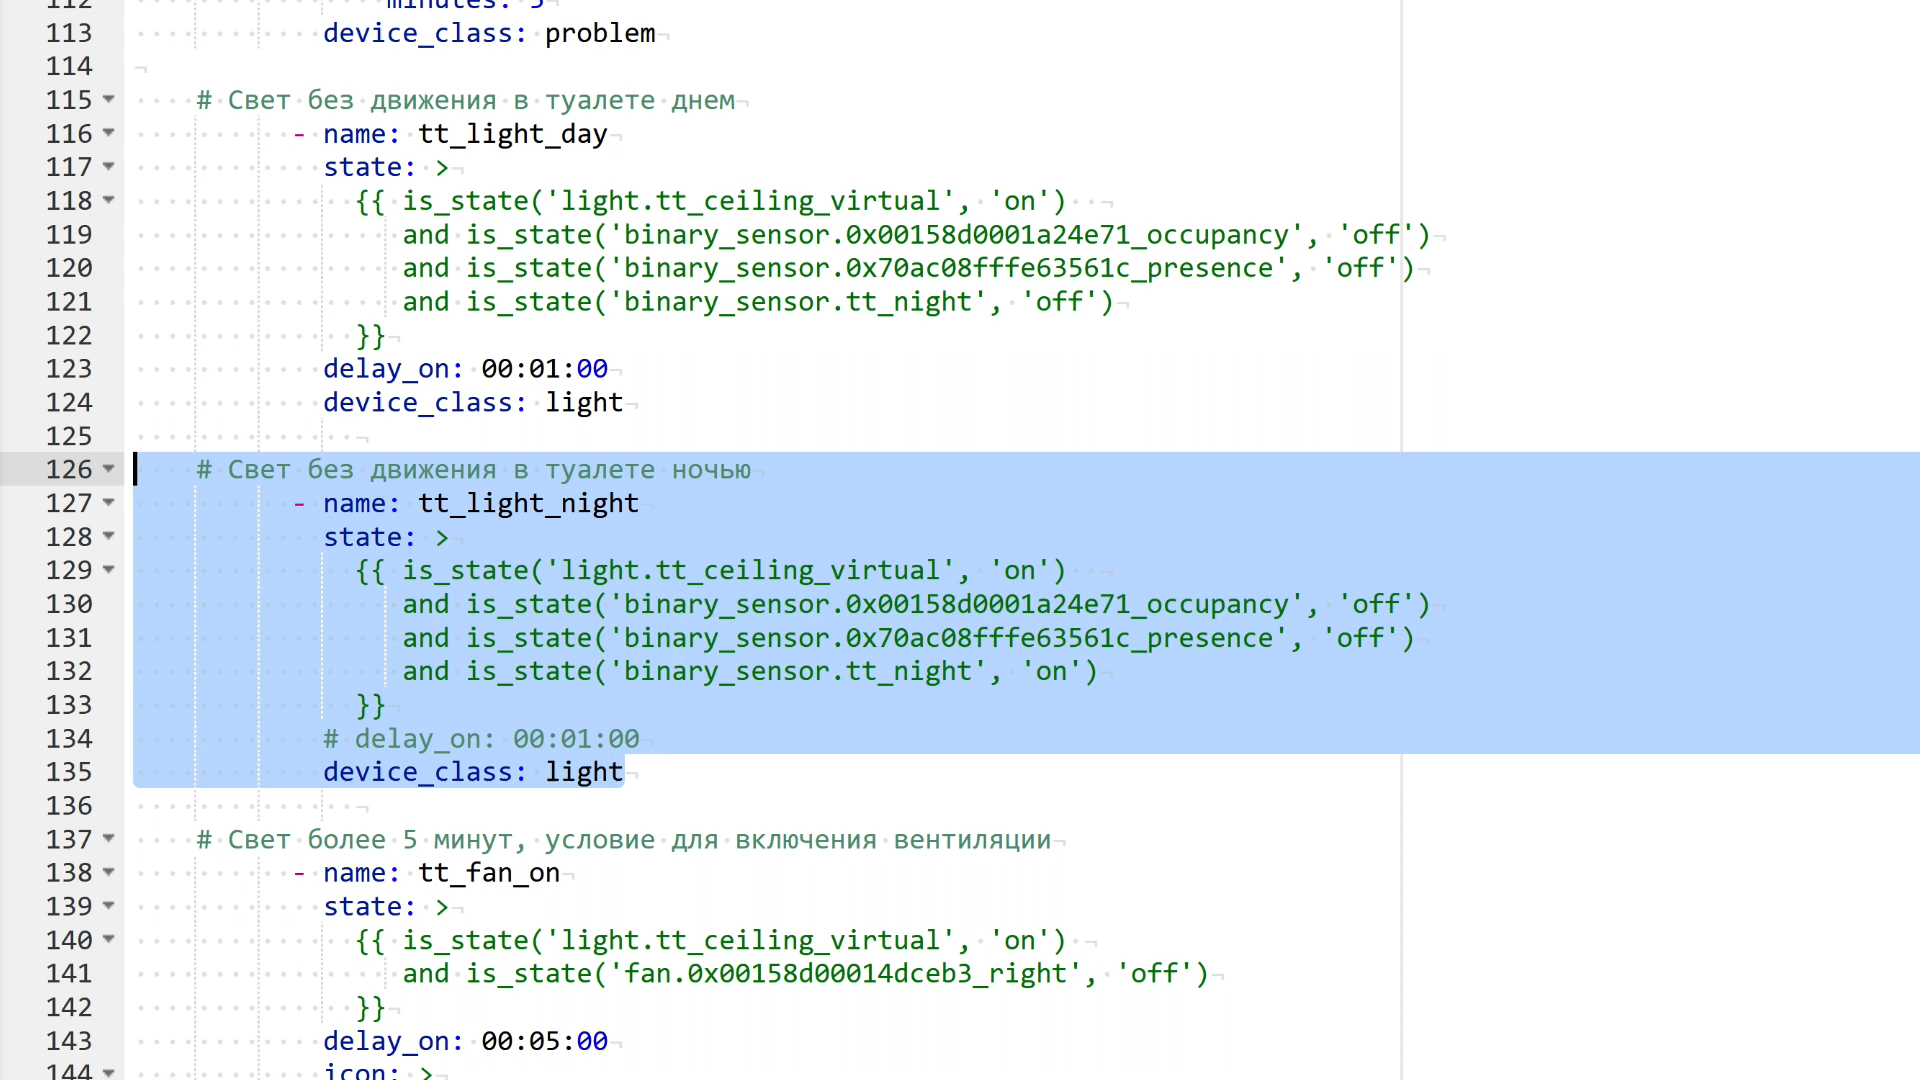 112 minutes: 5
113 device_class: problem
114
115 # Свет без движения в туалете днем
116 - name: tt_light_day
117 state: >
118 {{ is_state('light.tt_ceiling_virtual', 'on')
119 and is_state('binary_sensor.0x00158d0001a24e71_occupancy', 'off')
120 and is_state('binary_sensor.0x70ac08fffe63561c_presence', 'off')
121 and is_state('binary_sensor.tt_night', 'off')
122 }}
123 delay_on: 00:01:00
124 device_class: light
125
126 # Свет без движения в туалете ночью
127 - name: tt_light_night
128 state: >
129 {{ is_state('light.tt_ceiling_virtual', 'on')
130 and is_state('binary_sensor.0x00158d0001a24e71_occupancy', 'off')
131 and is_state('binary_sensor.0x70ac08fffe63561c_presence', 'off')
132 and is_state('binary_sensor.tt_night', 'on')
133 }}
134 # delay_on: 00:01:00
135 device_class: light
136
137 # Свет более 5 минут, условие для включения вентиляции
138 - name: tt_fan_on
139 state: >
140 {{ is_state('light.tt_ceiling_virtual', 'on')
141 and is_state('fan.0x00158d00014dceb3_right', 'off')
142 }}
143 delay_on: 00:05:00
144 icon: >